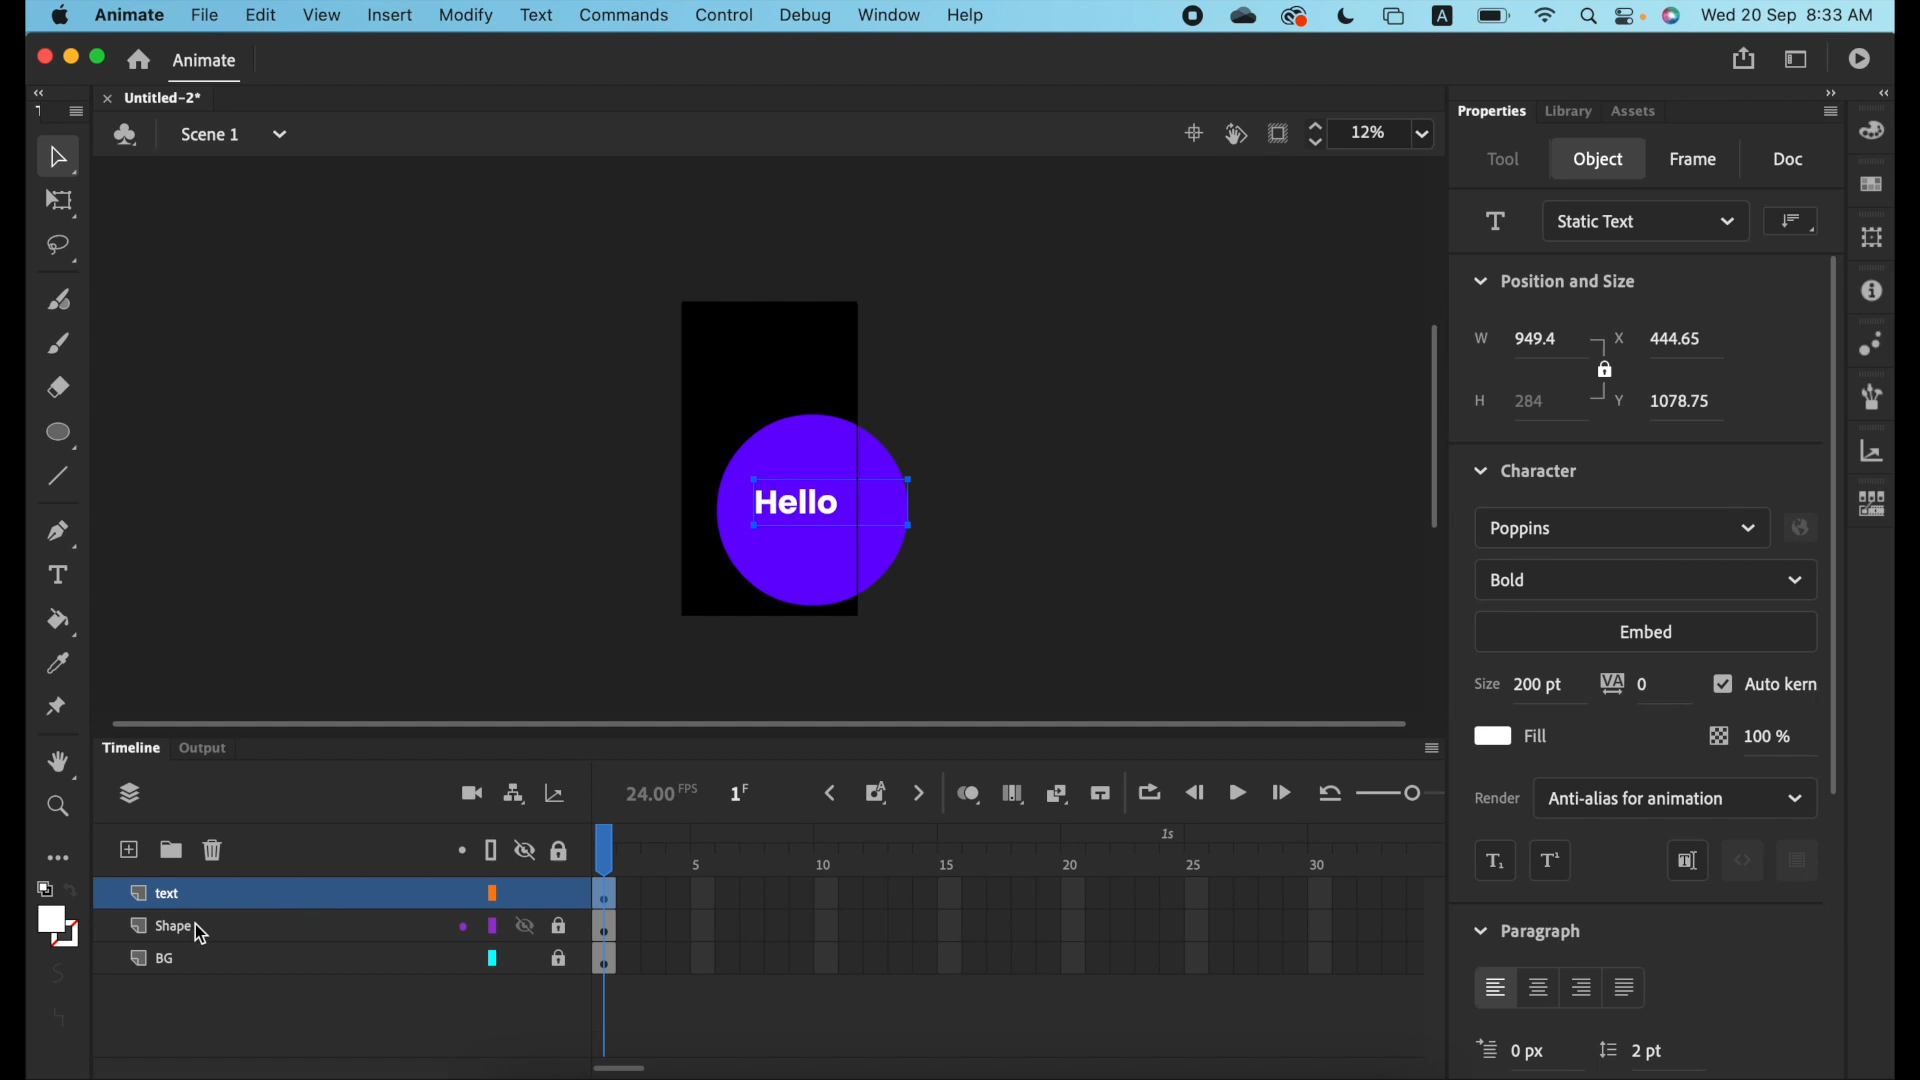 Animate File Edit View Insert Modify Text Commands Control Debug Window Help A Wed 20 Sep 8:33 AM
Animate
Untitled-2*
Properties Library Assets
Scene 1 12%
Tool Object Frame Doc
Static Text
Position and Size
W 949.4 X 444.65
H 284 Y 1078.75
Hello
Character
Poppins
Bold
Embed
Size 200 pt VA 0 Auto kern
Fill 100 %
Timeline Output
24.00 FPS 1 F
Render Anti-alias for animation
1s
5 10 15 20 25 30
text
Shape
BG
Paragraph
0 px 2 pt